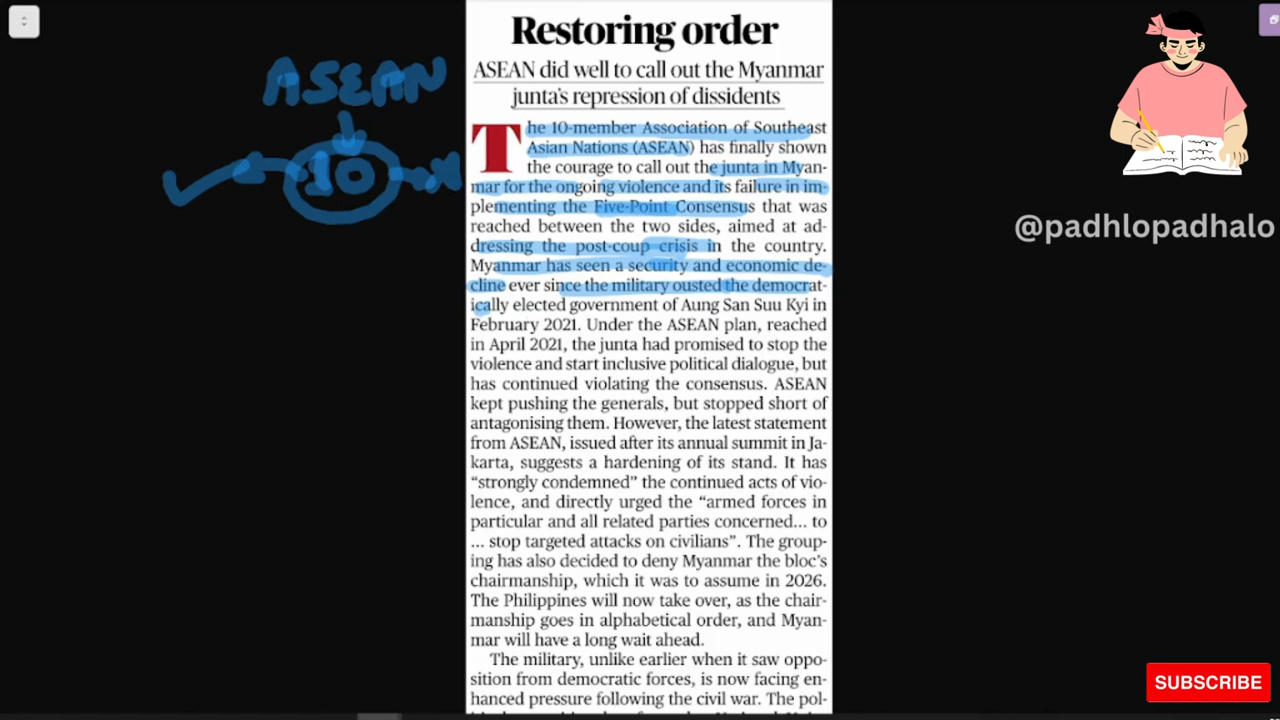 ASEAN
10
Restoring order
ASEAN did well to call out the Myanmar
junta's repression of dissidents
The 10-member Association of Southeast
Asian Nations (ASEAN) has finally shown
the courage to call out the junta in Myan-
mar for the ongoing violence and its failure in im-
plementing the Five-Point Consensus that was
reached between the two sides, aimed at ad-
dressing the post-coup crisis in the country.
Myanmar has seen a security and economic de-
cline ever since the military ousted the democrat-
ically elected government of Aung San Suu Kyi in
February 2021. Under the ASEAN plan, reached
in April 2021, the junta had promised to stop the
violence and start inclusive political dialogue, but
has continued violating the consensus. ASEAN
kept pushing the generals, but stopped short of
antagonising them. However, the latest statement
from ASEAN, issued after its annual summit in Ja-
karta, suggests a hardening of its stand. It has
“strongly condemned” the continued acts of vio-
lence, and directly urged the “armed forces in
particular and all related parties concerned... to
... stop targeted attacks on civilians”. The group-
ing has also decided to deny Myanmar the bloc's
chairmanship, which it was to assume in 2026.
The Philippines will now take over, as the chair-
manship goes in alphabetical order, and Myan-
mar will have a long wait ahead.
The military, unlike earlier when it saw oppo-
sition from democratic forces, is now facing en-
hanced pressure following the civil war. The pol-
@padhlopadhalo
SUBSCRIBE